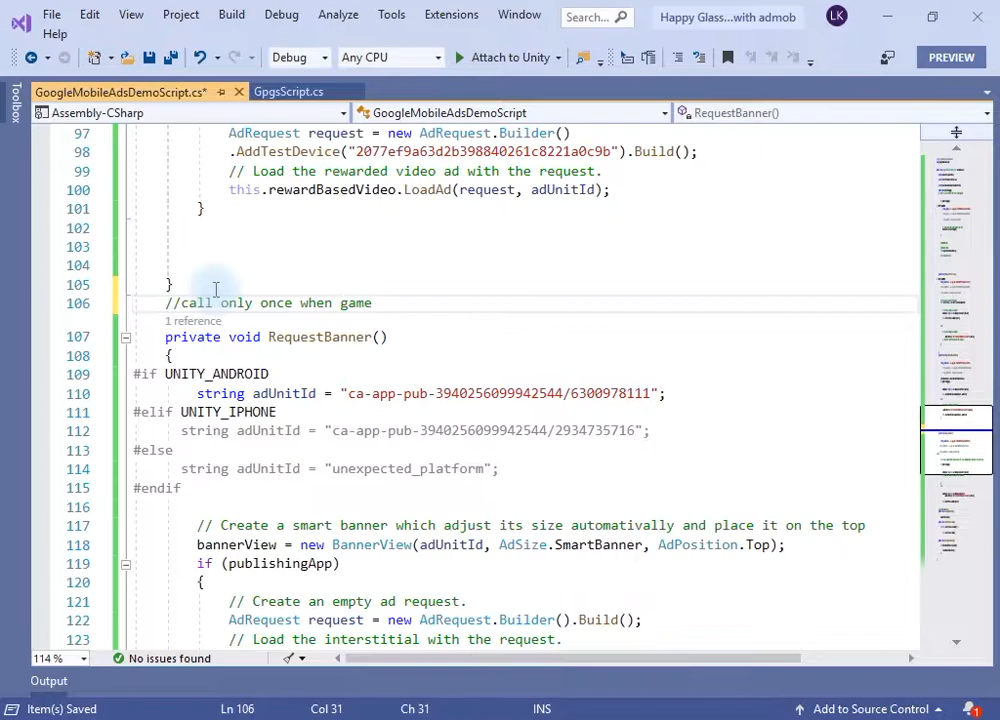 File Edit View Project Build Debug Analyze Tools Extensions Window Search... Happy Glass...with admob LK
Help
Debug Any CPU Attach to Unity PREVIEW
GoogleMobileAdsDemoScript.cs* GpgsScript.cs
Toolbox
Assembly-CSharp GoogleMobileAdsDemoScript RequestBanner()
97 AdRequest request = new AdRequest.Builder()
98 .AddTestDevice("2077ef9a63d2b398840261c8221a0c9b").Build();
99 // Load the rewarded video ad with the request.
100 this.rewardBasedVideo.LoadAd(request, adUnitId);
101 }
102
103
104
105 }
106 //call only once when game
1 reference
107 private void RequestBanner()
108 {
109 #if UNITY_ANDROID
110 string adUnitId = "ca-app-pub-3940256099942544/6300978111";
111 #elif UNITY_IPHONE
112 string adUnitId = "ca-app-pub-3940256099942544/2934735716";
113 #else
114 string adUnitId = "unexpected_platform";
115 #endif
116
117 // Create a smart banner which adjust its size automativally and place it on the top
118 bannerView = new BannerView(adUnitId, AdSize.SmartBanner, AdPosition.Top);
119 if (publishingApp)
120 {
121 // Create an empty ad request.
122 AdRequest request = new AdRequest.Builder().Build();
123 // Load the interstitial with the request.
114 % No issues found
Output
Item(s) Saved Ln 106 Col 31 Ch 31 INS Add to Source Control 1